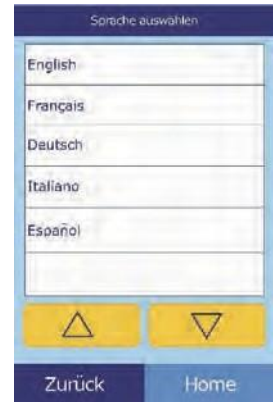 Sprache auswählen
English
Français
Deutsch
Italiano
Español
Zurück
Home